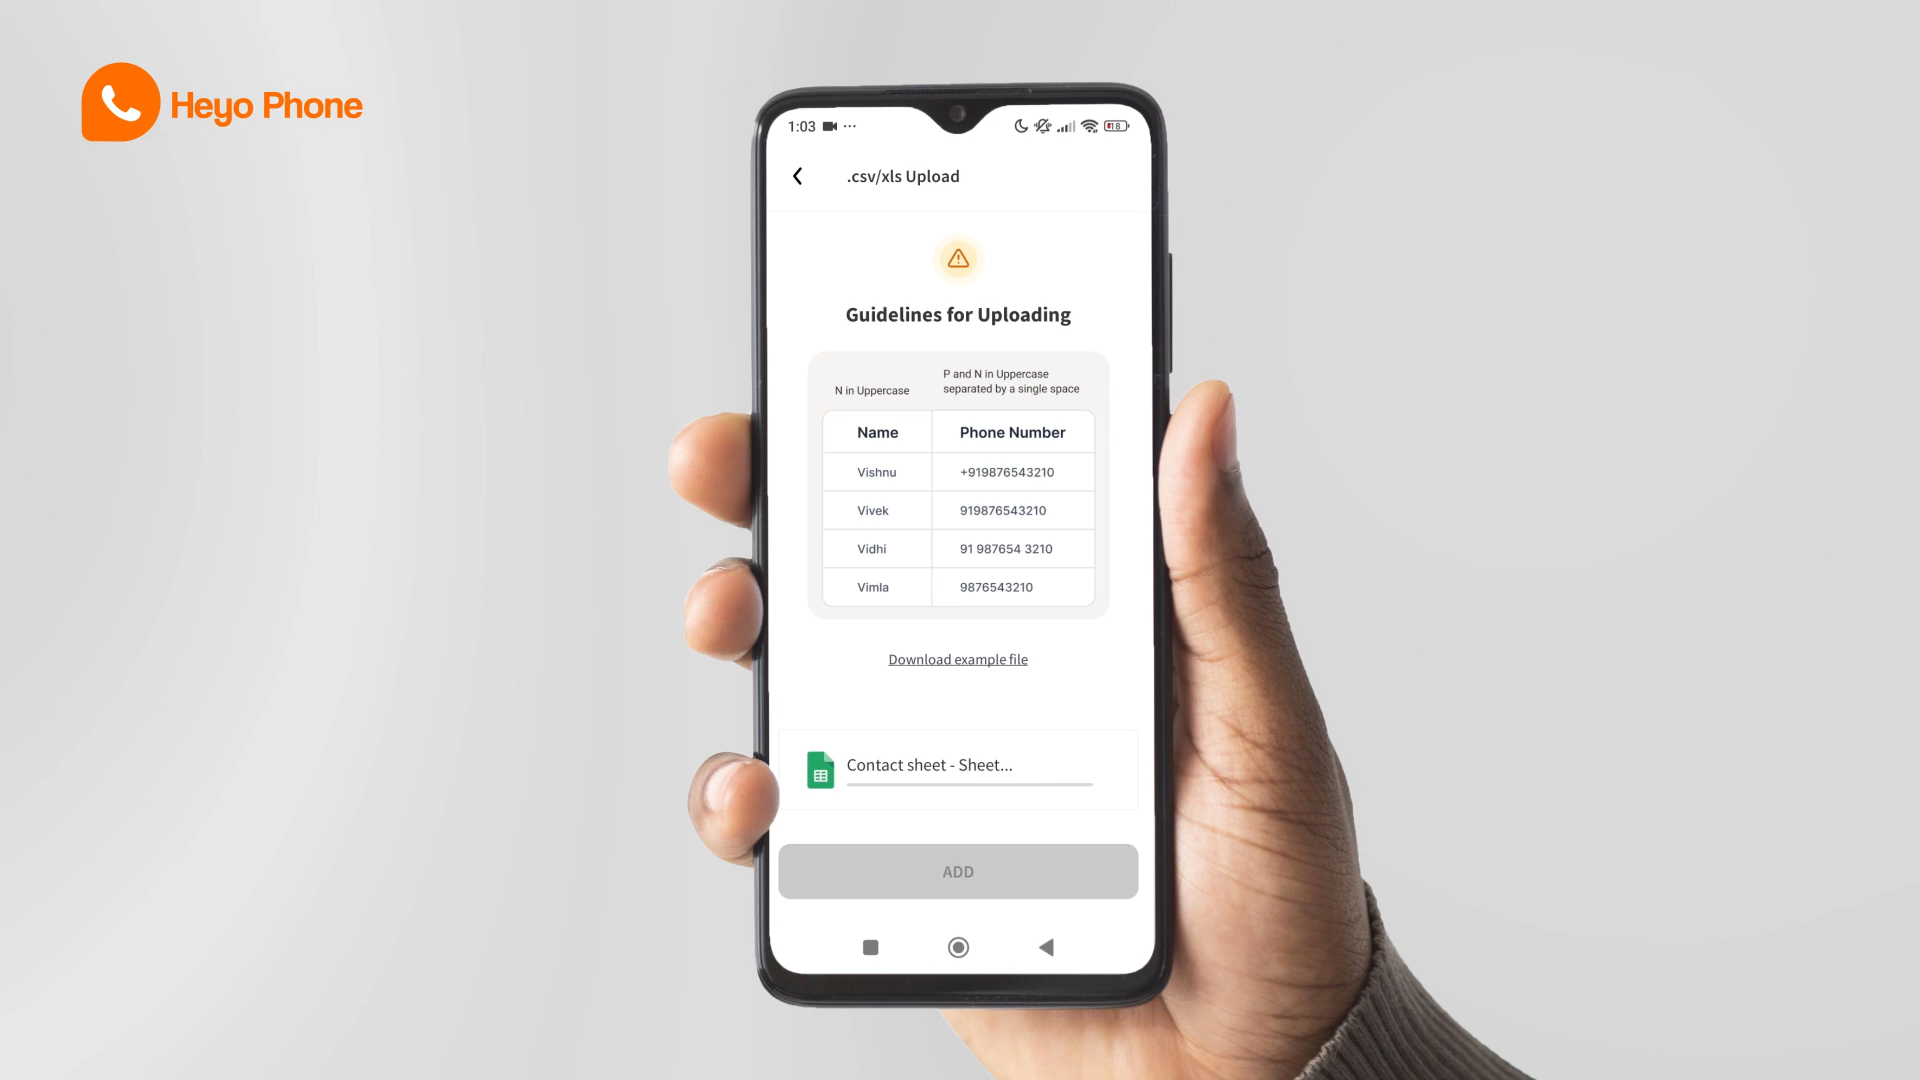 Heyo Phone
1:03
18
.csv/xls Upload
Guidelines for Uploading
N in Uppercase
P and N in Uppercase
separated by a single space
Name Phone Number
Vishnu +919876543210
Vivek 919876543210
Vidhi 91 987654 3210
Vimla 9876543210
Download example file
Contact sheet - Sheet...
ADD